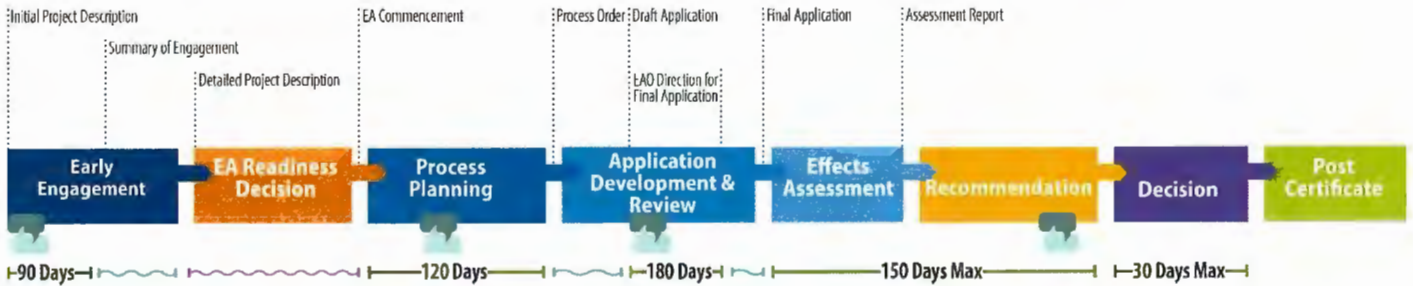 Initial Project Description
EA Commencement
Process Order
Draft Application
Final Application
Assessment Report
Summary of Engagement
Detailed Project Description
EAO Direction for
Final Application
Early
Engagement
EA Readiness
Decision
Process
Planning
Application
Development &
Review
Effects
Assessment
Recommendation
Decision
Post
Certificate
90 Days
120 Days
180 Days
150 Days Max
30 Days Max